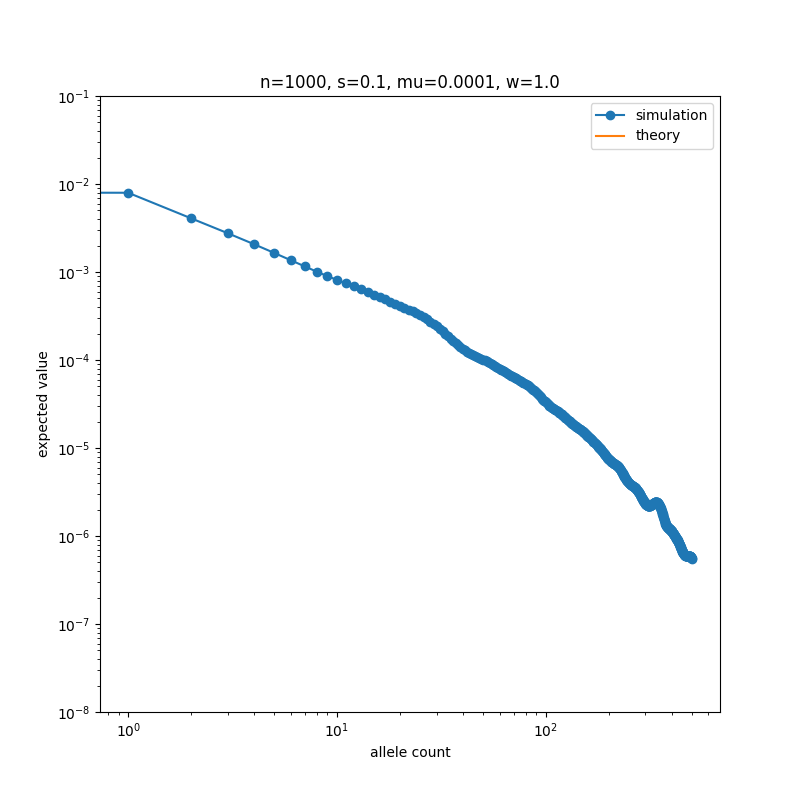 n=1000, s=0.1, mu=0.0001, w=1.0
simulation
theory
10⁻¹
10⁻²
10⁻³
10⁻⁴
10⁻⁵
10⁻⁶
10⁻⁷
10⁻⁸
expected value
10⁰ 10¹ 10²
allele count